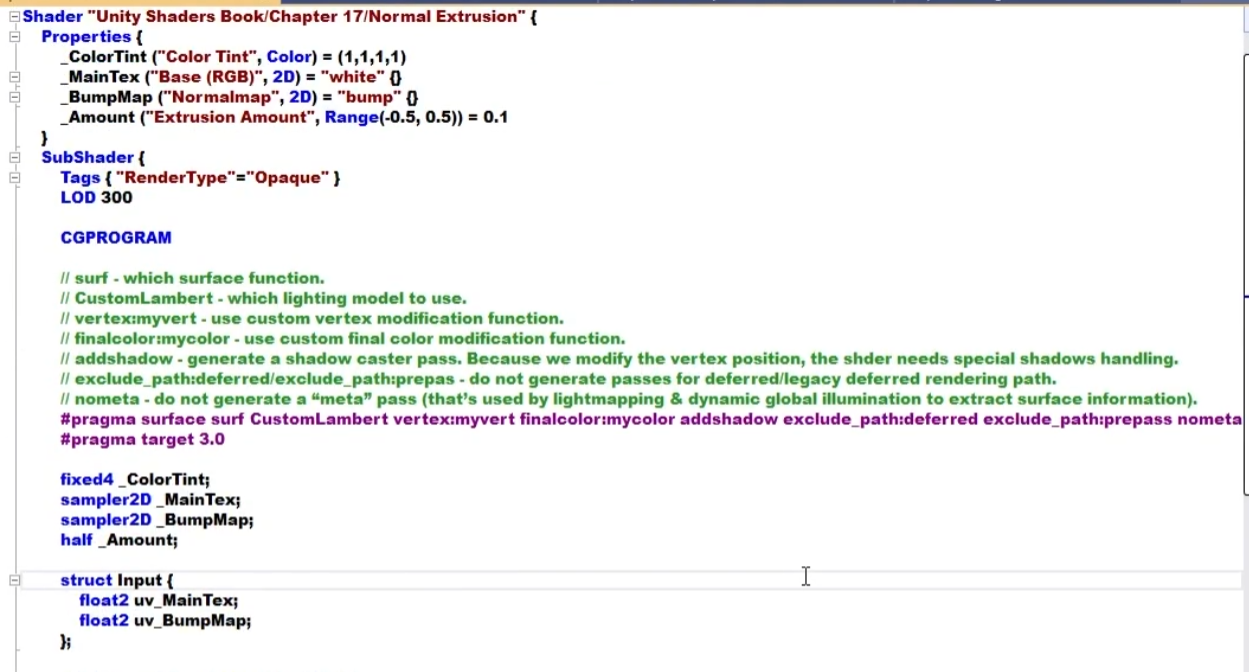 Shader "Unity Shaders Book/Chapter 17/Normal Extrusion" {
Properties {
_ColorTint ("Color Tint", Color) = (1,1,1,1)
_MainTex ("Base (RGB)", 2D) = "white" {}
_BumpMap ("Normalmap", 2D) = "bump" {}
_Amount ("Extrusion Amount", Range(-0.5, 0.5)) = 0.1
}
SubShader {
Tags { "RenderType"="Opaque" }
LOD 300
CGPROGRAM
// surf - which surface function.
// CustomLambert - which lighting model to use.
// vertex:myvert - use custom vertex modification function.
// finalcolor:mycolor - use custom final color modification function.
// addshadow - generate a shadow caster pass. Because we modify the vertex position, the shder needs special shadows handling.
// exclude_path:deferred/exclude_path:prepas - do not generate passes for deferred/legacy deferred rendering path.
// nometa - do not generate a “meta” pass (that’s used by lightmapping & dynamic global illumination to extract surface information).
#pragma surface surf CustomLambert vertex:myvert finalcolor:mycolor addshadow exclude_path:deferred exclude_path:prepass nometa
#pragma target 3.0
fixed4 _ColorTint;
sampler2D _MainTex;
sampler2D _BumpMap;
half _Amount;
struct Input {
float2 uv_MainTex;
float2 uv_BumpMap;
};